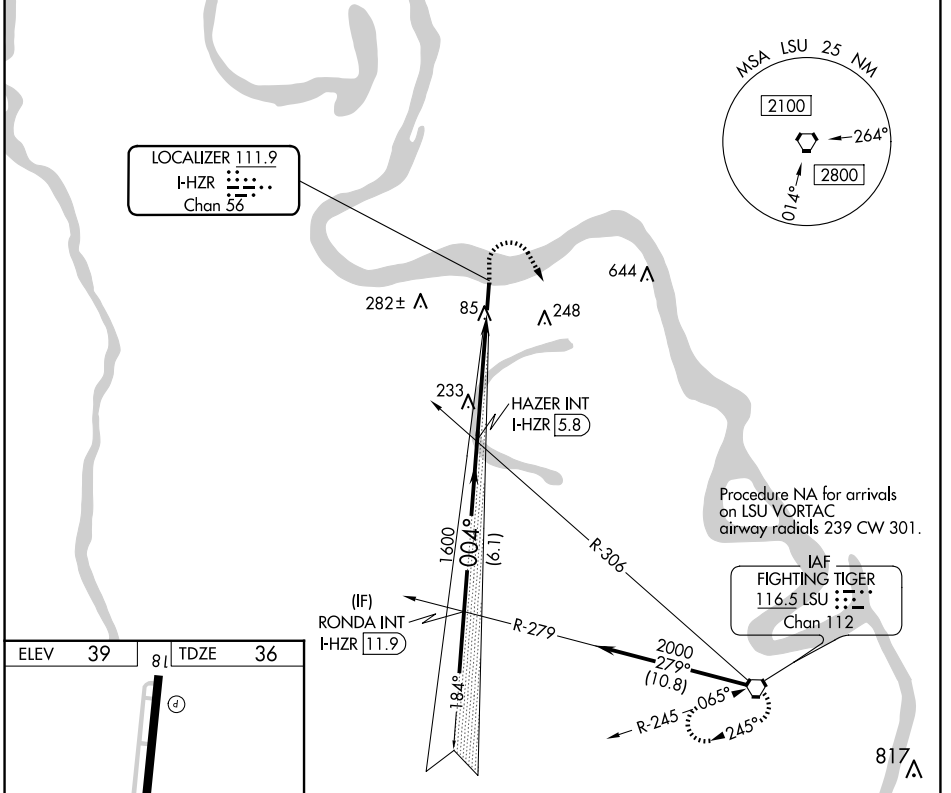 MSA LSU 25 NM
2100
264°
2800
014°
LOCALIZER 111.9
I-HZR
Chan 56
644
282±
85
248
233
HAZER INT
I-HZR 5.8
Procedure NA for arrivals
on LSU VORTAC
airway radials 239 CW 301.
1600
004°
(6.1)
R-306
IAF
FIGHTING TIGER
116.5 LSU
Chan 112
(IF)
RONDA INT
I-HZR 11.9
R-279
2000
279°
(10.8)
184°
R-245
065°
245°
817
ELEV 39
18
TDZE 36
P